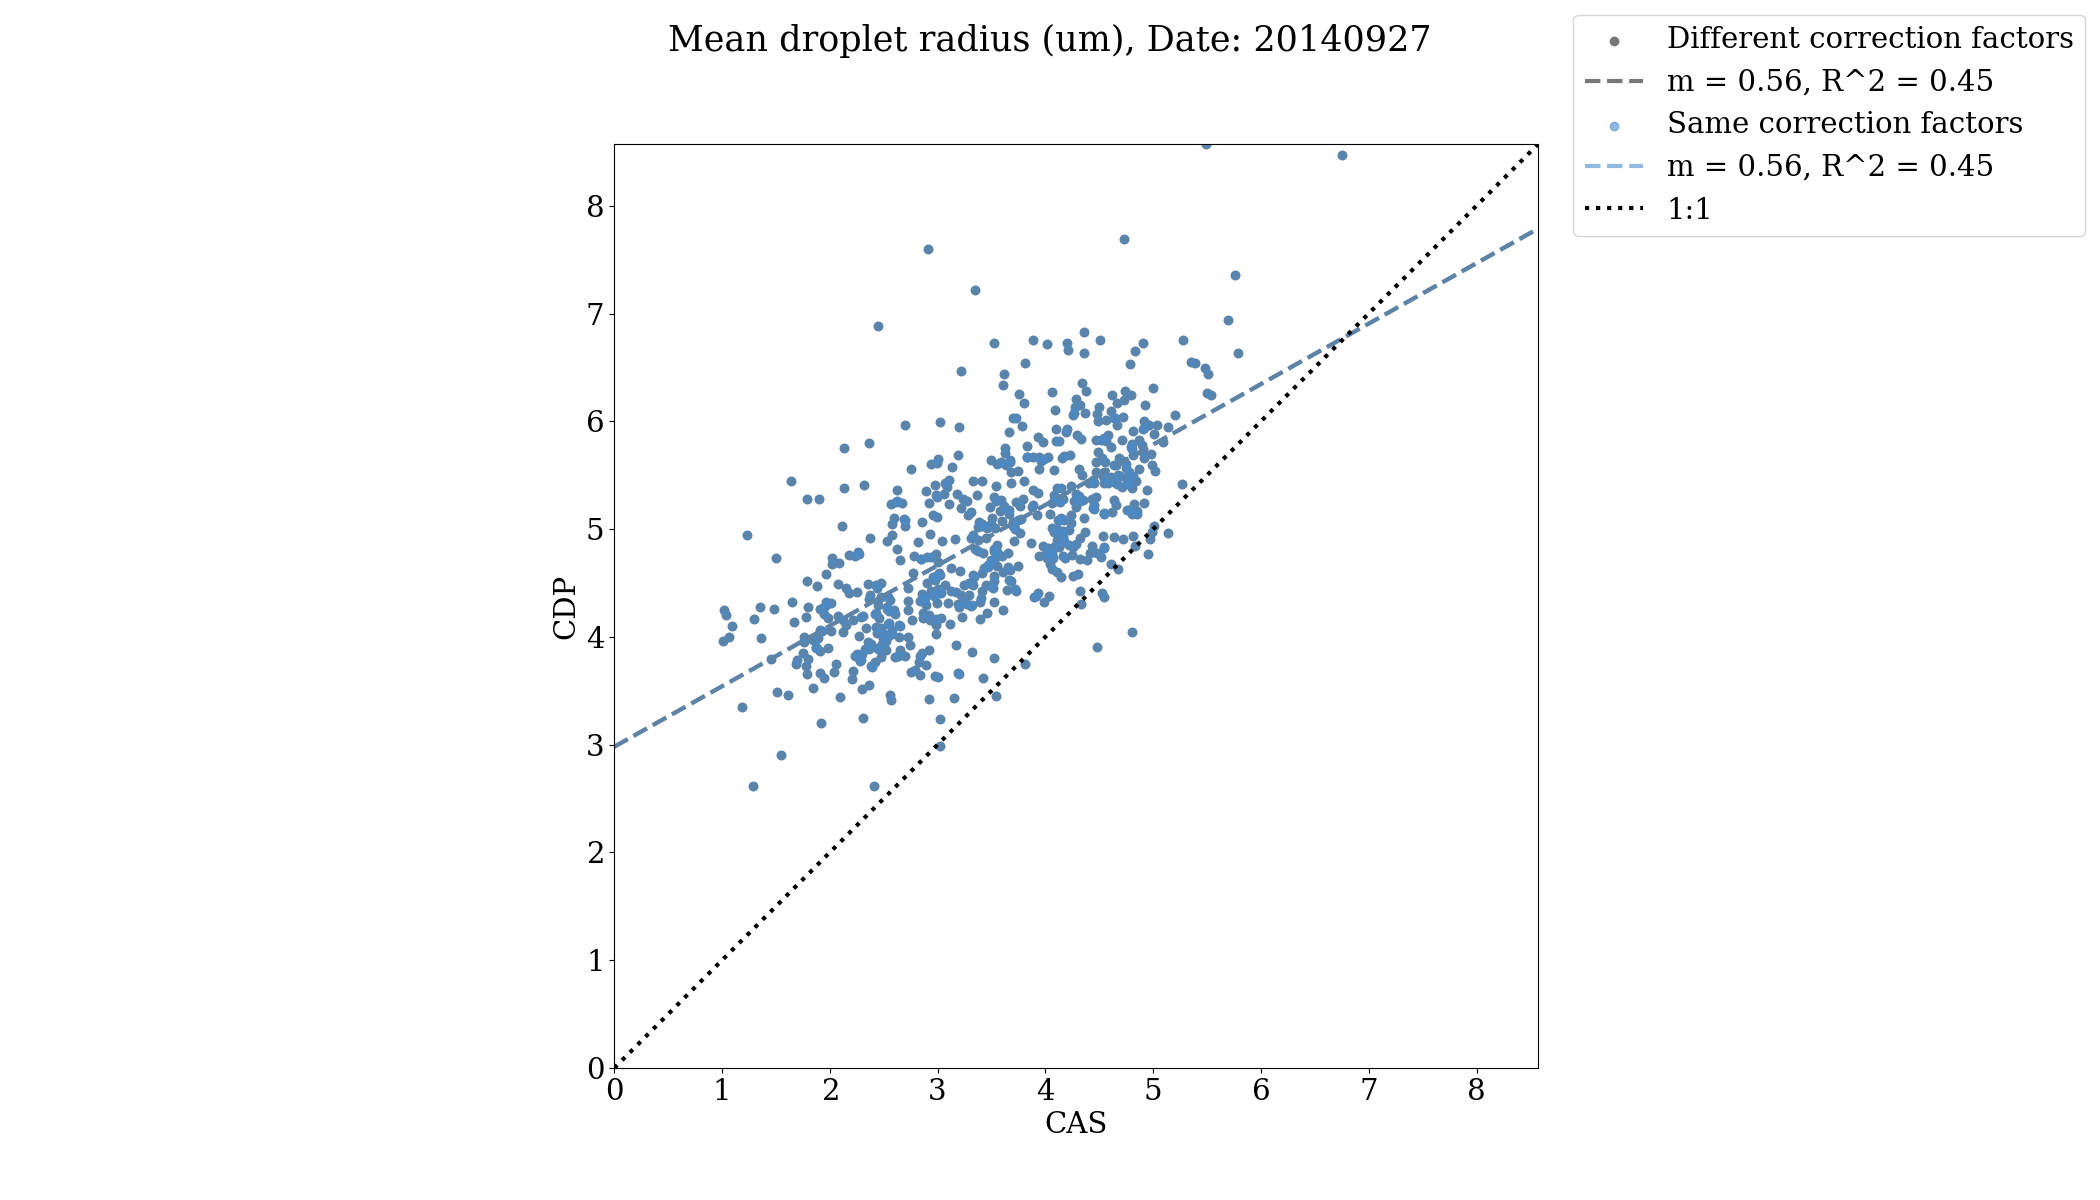 Mean droplet radius (um), Date: 20140927
Different correction factors
m = 0.56, R^2 = 0.45
Same correction factors
m = 0.56, R^2 = 0.45
1:1
8
7
6
5
4
3
2
1
0
CDP
0 1 2 3 4 5 6 7 8
CAS